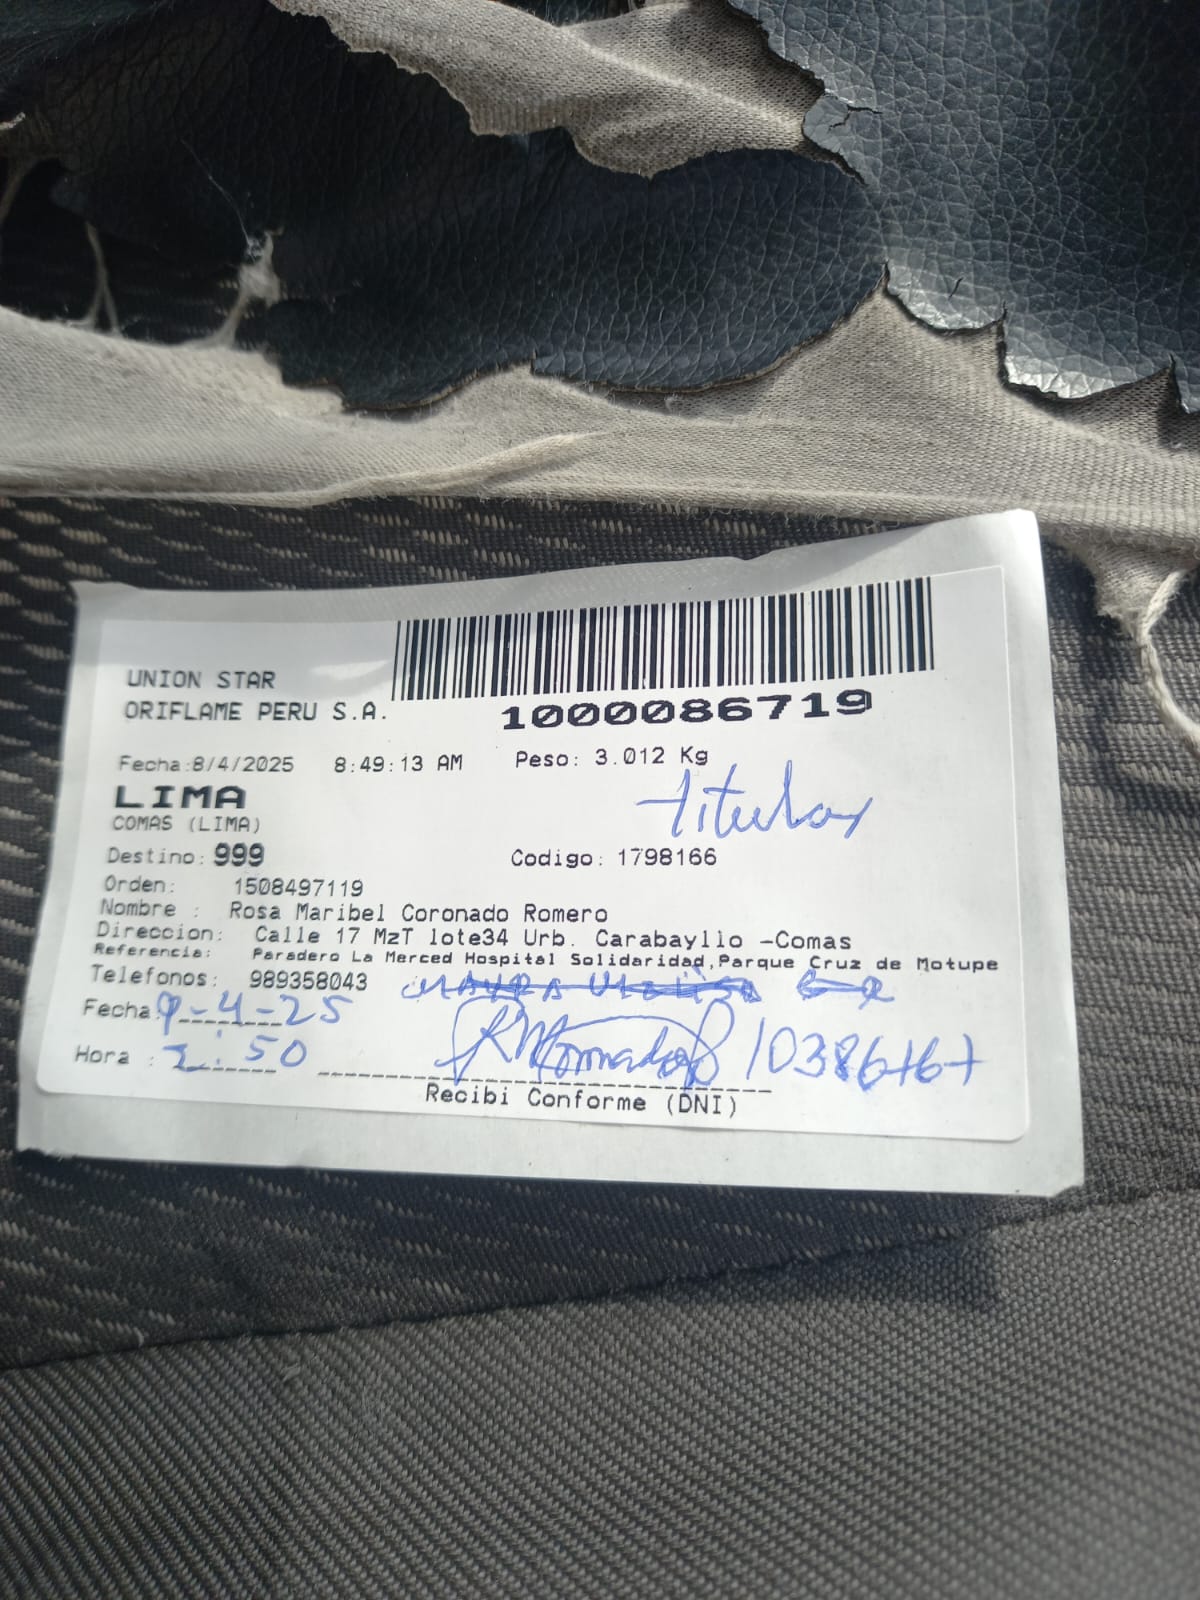 UNION STAR
ORIFLAME PERU S.A.
1000086719
Fecha:8/4/2025 8:49:13 AM Peso: 3.012 Kg
LIMA
titular
COMAS (LIMA)
Destino: 999 Codigo: 1798166
Orden: 1508497119
Nombre : Rosa Maribel Coronado Romero
Direccion: Calle 17 MzT lote34 Urb. Carabayllo -Comas
Referencia: Paradero La Merced Hospital Solidaridad,Parque Cruz de Motupe
Telefonos: 989358043
Fecha: 9-4-25
Hora : 2:50 10386767
Recibi Conforme (DNI)